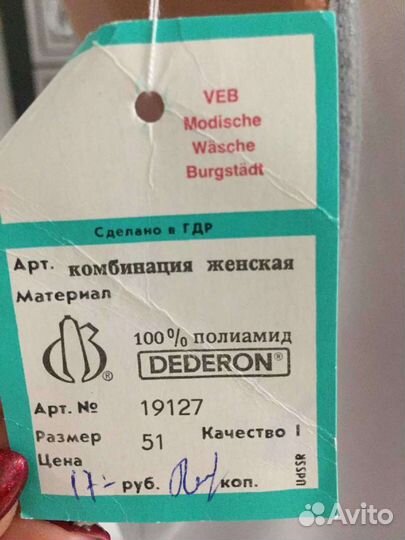 VEB
Modische
Wäsche
Burgstädt
Сделано в ГДР
Арт. комбинация женская
Материал
100% полиамид
DEDERON®
Арт. № 19127
Размер 51 Качество I
Цена
17- руб. коп.
UdSSR
Avito